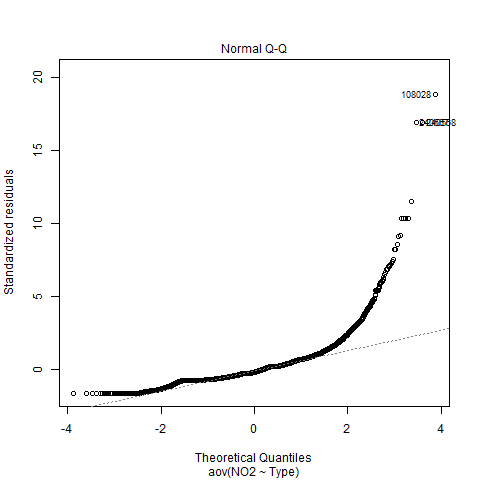 Normal Q-Q
Standardized residuals
20
15
10
5
0
108028
-4
-2
0
2
4
Theoretical Quantiles
aov(NO2 ~ Type)